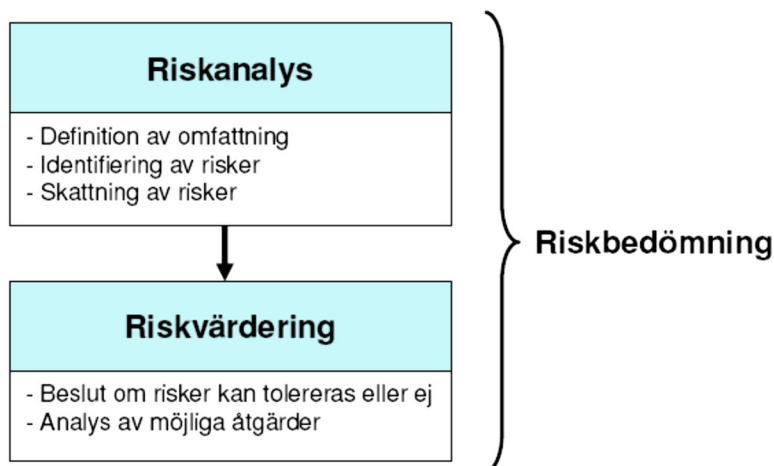 Riskanalys
- Definition av omfattning
- Identifiering av risker
- Skattning av risker
Riskvärdering
- Beslut om risker kan tolereras eller ej
- Analys av möjliga åtgärder
Riskbedömning